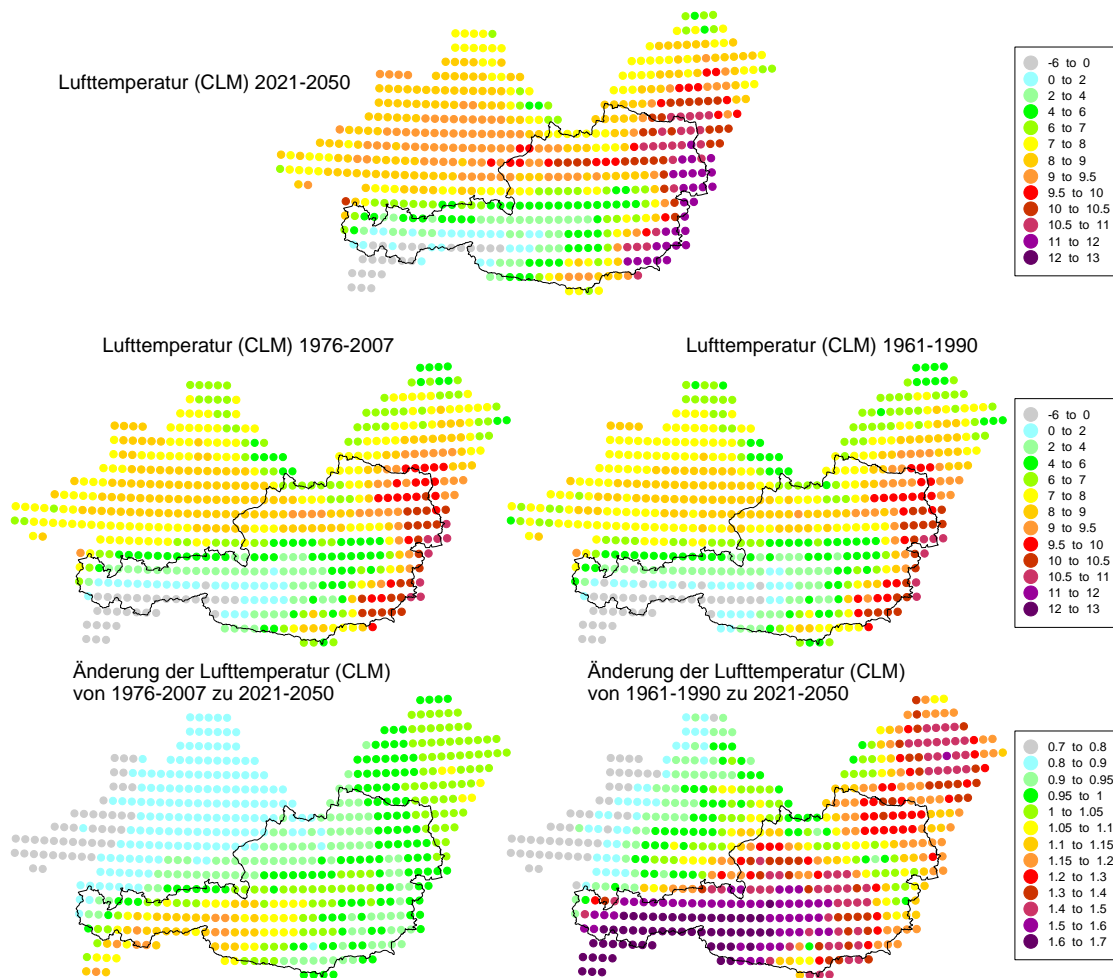 Lufttemperatur (CLM) 2021-2050
-6 to 0
0 to 2
2 to 4
4 to 6
6 to 7
7 to 8
8 to 9
9 to 9.5
9.5 to 10
10 to 10.5
10.5 to 11
11 to 12
12 to 13
Lufttemperatur (CLM) 1976-2007
Lufttemperatur (CLM) 1961-1990
-6 to 0
0 to 2
2 to 4
4 to 6
6 to 7
7 to 8
8 to 9
9 to 9.5
9.5 to 10
10 to 10.5
10.5 to 11
11 to 12
12 to 13
Änderung der Lufttemperatur (CLM)
von 1976-2007 zu 2021-2050
Änderung der Lufttemperatur (CLM)
von 1961-1990 zu 2021-2050
0.7 to 0.8
0.8 to 0.9
0.9 to 0.95
0.95 to 1
1 to 1.05
1.05 to 1.1
1.1 to 1.15
1.15 to 1.2
1.2 to 1.3
1.3 to 1.4
1.4 to 1.5
1.5 to 1.6
1.6 to 1.7